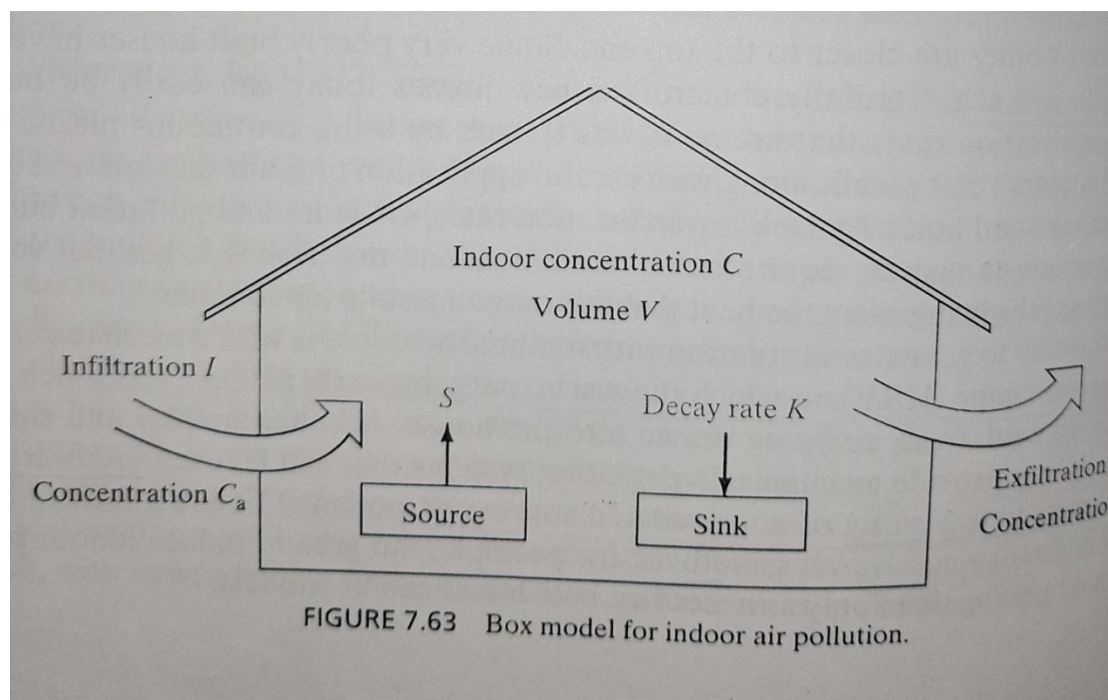 Indoor concentration C
Volume V
Infiltration I
S
Decay rate K
Concentration Ca
Source
Sink
Exfiltration
FIGURE 7.63 Box model for indoor air pollution.